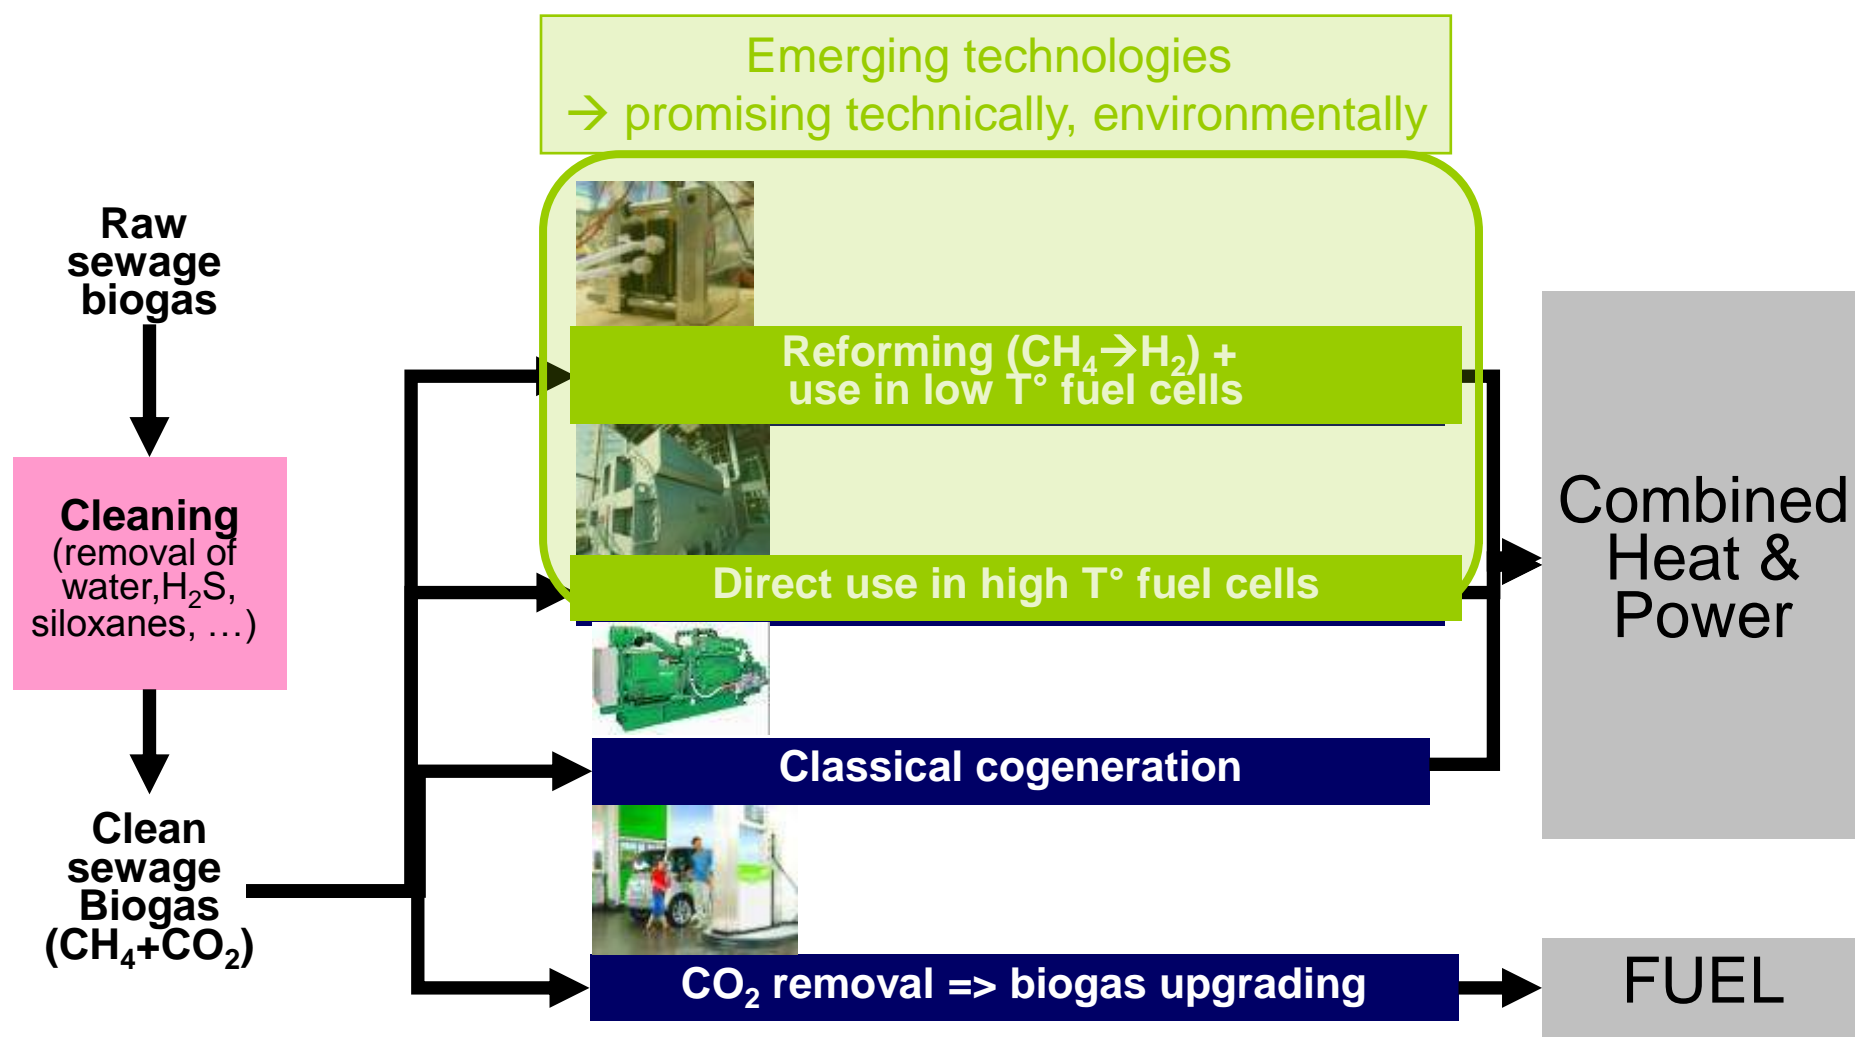 Emerging technologies
→ promising technically, environmentally
Raw
sewage
biogas
Cleaning
(removal of
water,H₂S,
siloxanes, …)
Clean
sewage
Biogas
(CH₄+CO₂)
Reforming (CH₄→H₂) +
use in low T° fuel cells
Direct use in high T° fuel cells
Classical cogeneration
CO₂ removal => biogas upgrading
Combined
Heat &
Power
FUEL